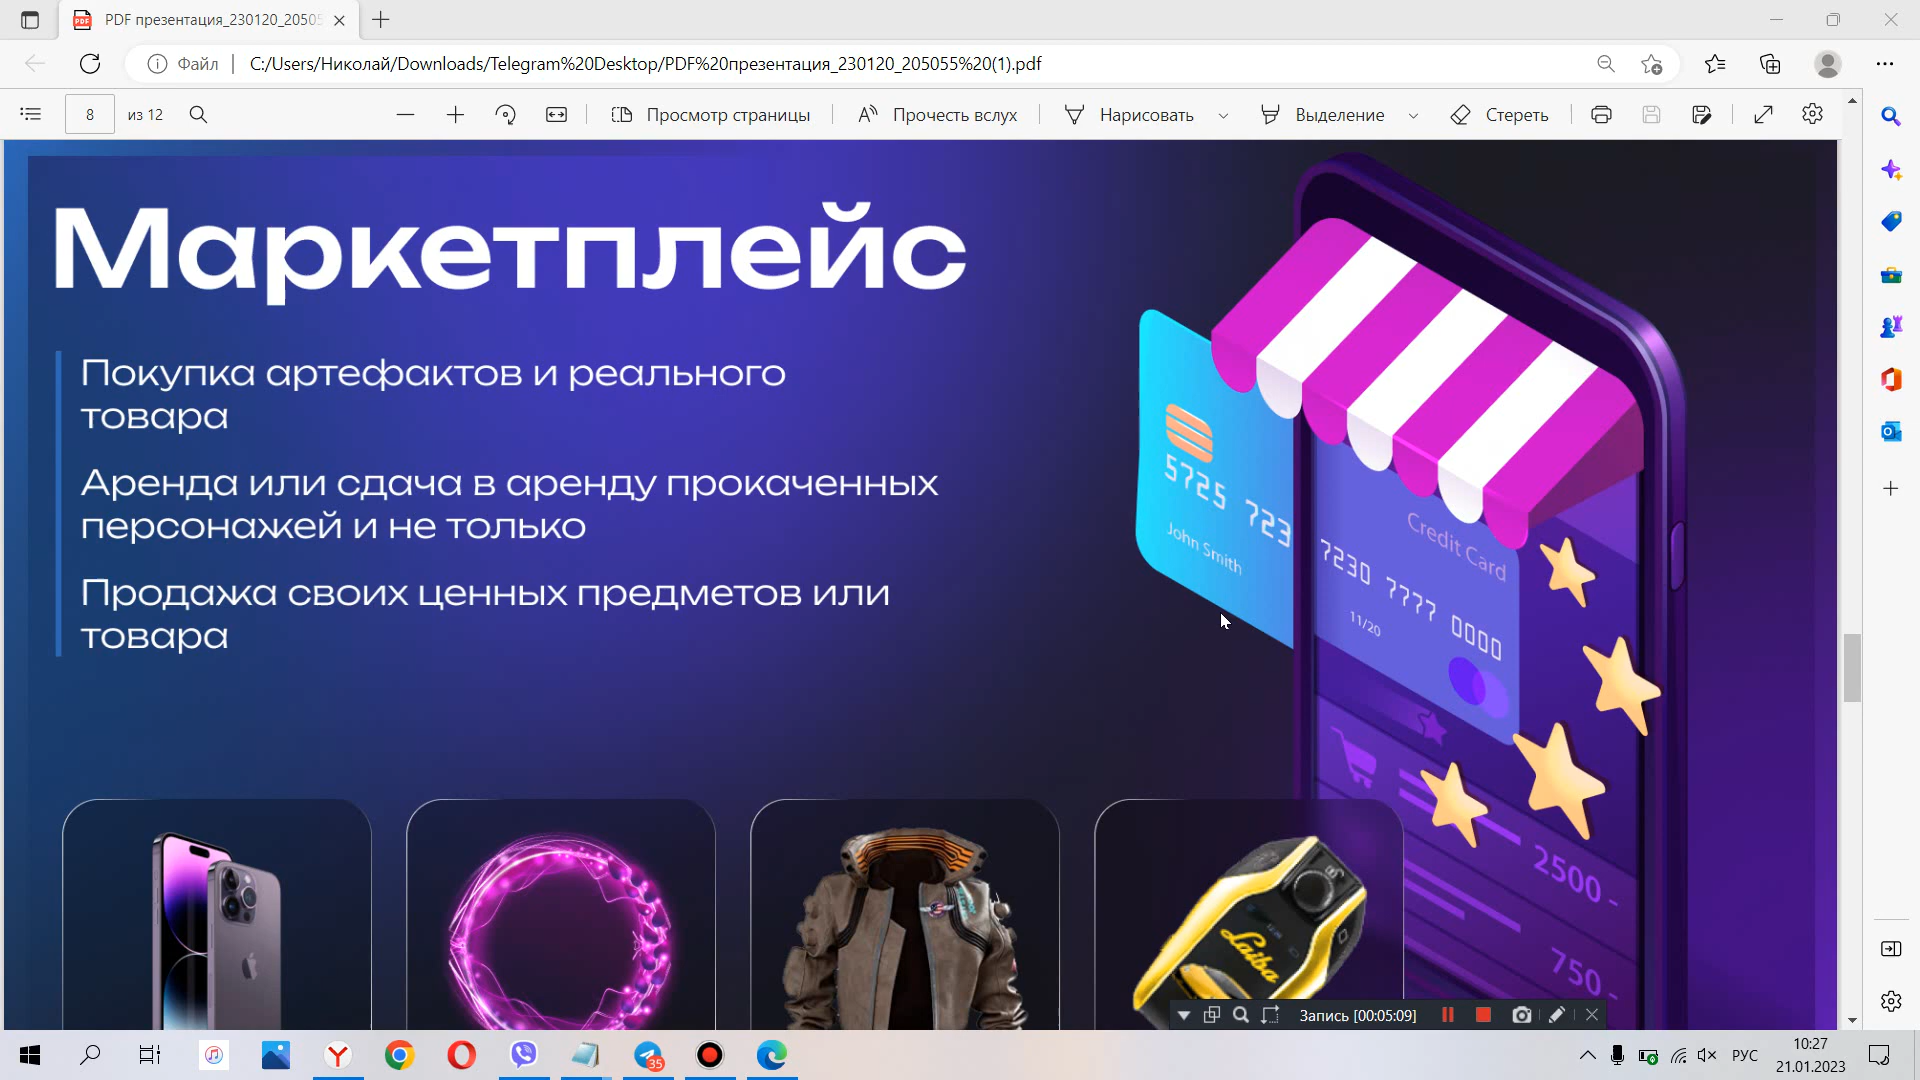 PDF презентация_230120_20505
Файл
C:/Users/Николай/Downloads/Telegram%20Desktop/PDF%20презентация_230120_205055%20(1).pdf
8 из 12
Просмотр страницы
Прочесть вслух
Нарисовать
Выделение
Стереть
Маркетплейс
Покупка артефактов и реального
товара
Аренда или сдача в аренду прокаченных
персонажей и не только
Продажа своих ценных предметов или
товара
5725 723
John Smith
Credit Card
7230 7777 0000
11/20
2500 -
750 -
Laiba
Запись [00:05:09]
35
РУС
10:27
21.01.2023